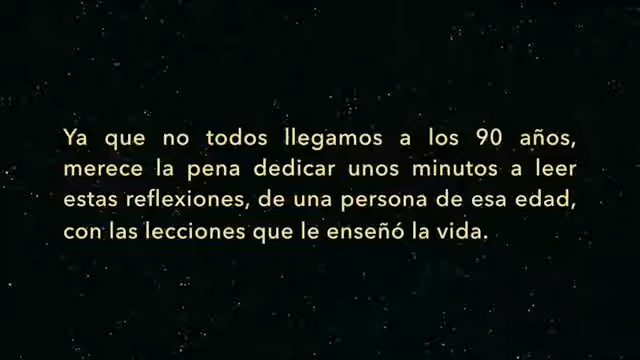 Ya que no todos llegamos a los 90 años,
merece la pena dedicar unos minutos a leer
estas reflexiones, de una persona de esa edad,
con las lecciones que le enseñó la vida.